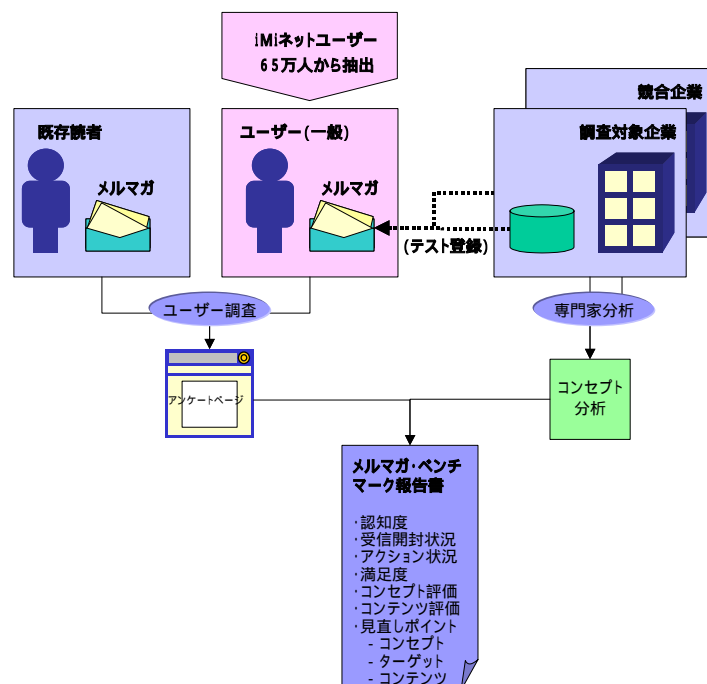 iMiネットユーザー
65万人から抽出
競合企業
既存読者
ユーザー(一般)
調査対象企業
メルマガ
メルマガ
(テスト登録)
ユーザー調査
専門家分析
アンケートページ
コンセプト
分析
メルマガ・ベンチ
マーク報告書
・認知度
・受信開封状況
・アクション状況
・満足度
・コンセプト評価
・コンテンツ評価
・見直しポイント
- コンセプト
- ターゲット
- コンテンツ